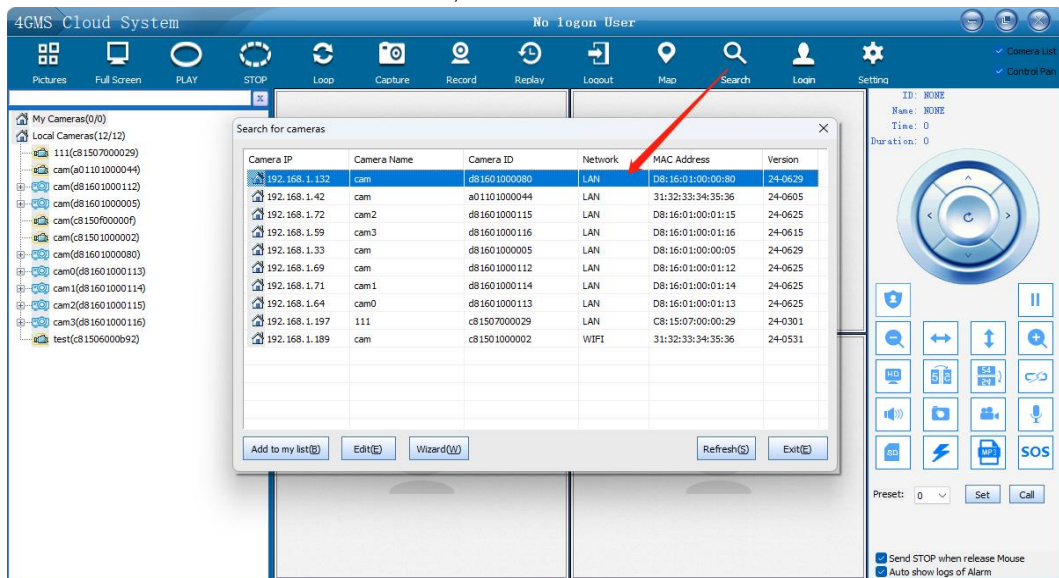 4GMS Cloud System
No logon User
Pictures Full Screen PLAY STOP Loop Capture Record Replay Logout Map Search Login Setting
Camera List
Control Pan
ID: NONE
Name: NONE
Time: 0
Duration: 0
My Cameras(0/0)
Local Cameras(12/12)
111(c81507000029)
cam(a01101000044)
cam(d81601000112)
cam(d81601000005)
cam(c8150f00000f)
cam(c81501000002)
cam(d81601000080)
cam0(d81601000113)
cam1(d81601000114)
cam2(d81601000115)
cam3(d81601000116)
test(c81506000b92)
Search for cameras
Camera IP Camera Name Camera ID Network MAC Address Version
192.168.1.132 cam d81601000080 LAN D8:16:01:00:00:80 24-0629
192.168.1.42 cam a01101000044 LAN 31:32:33:34:35:36 24-0605
192.168.1.72 cam2 d81601000115 LAN D8:16:01:00:01:15 24-0625
192.168.1.59 cam3 d81601000116 LAN D8:16:01:00:01:16 24-0615
192.168.1.33 cam d81601000005 LAN D8:16:01:00:00:05 24-0629
192.168.1.69 cam d81601000112 LAN D8:16:01:00:01:12 24-0625
192.168.1.71 cam1 d81601000114 LAN D8:16:01:00:01:14 24-0625
192.168.1.64 cam0 d81601000113 LAN D8:16:01:00:01:13 24-0625
192.168.1.197 111 c81507000029 LAN C8:15:07:00:00:29 24-0301
192.168.1.189 cam c81501000002 WIFI 31:32:33:34:35:36 24-0531
Add to my list(B) Edit(E) Wizard(W) Refresh(S) Exit(E)
HD
SD MP3 SOS
Preset: 0 Set Call
Send STOP when release Mouse
Auto show logs of Alarm